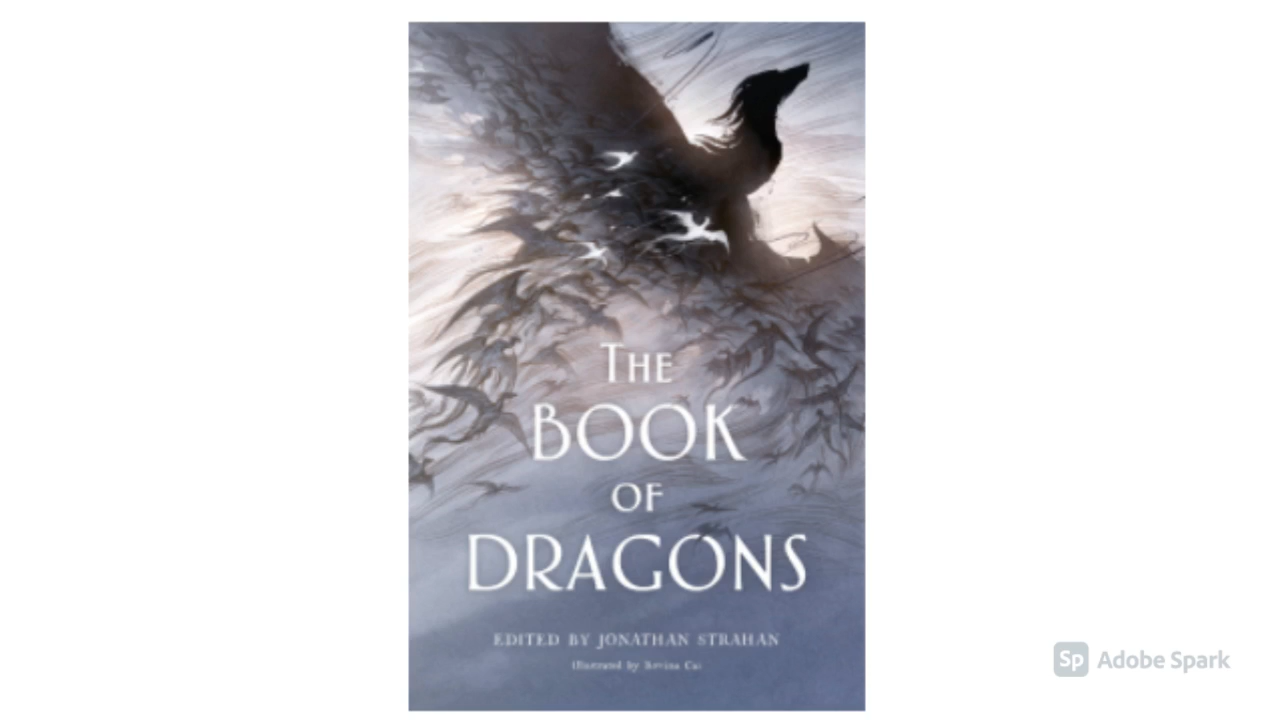 THE
BOOK
OF
DRAGONS
EDITED BY JONATHAN STRAHAN
Illustrated by Rovina Cai
Sp Adobe Spark